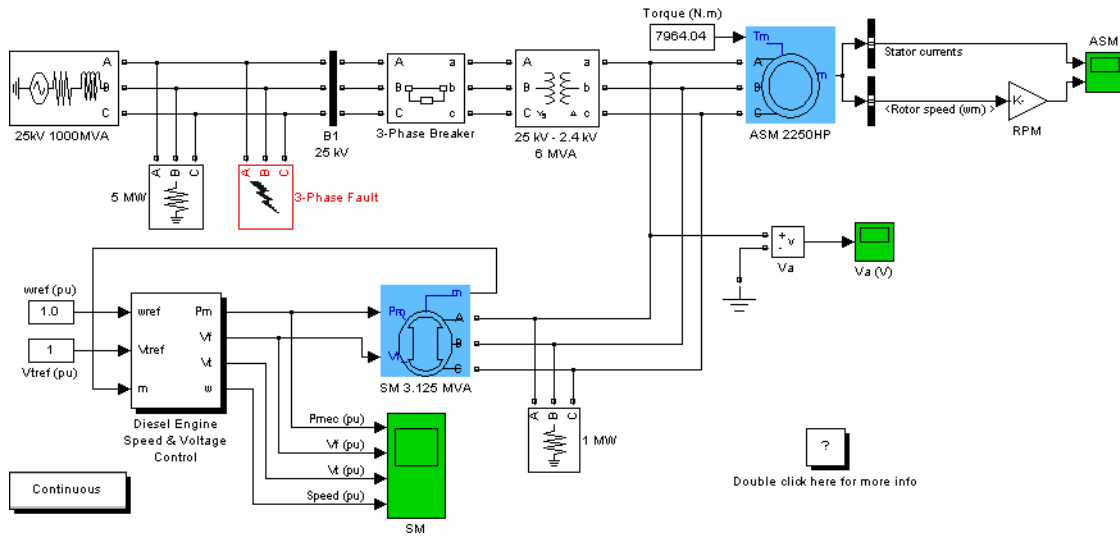 Torque (N.m)
7964.04
Tm
m
A
B
C
ASM 2250HP
Stator currents
<Rotor speed (wm) >
K-
RPM
ASM
A
B
C
25kV 1000MVA
B1
25 kV
A
B
C
a
b
c
3-Phase Breaker
A
B
C
Yg
Δ
a
b
c
25 kV - 2.4 kV
6 MVA
A B C
5 MW
A B C
3-Phase Fault
+
-
v
Va
Va (V)
wref (pu)
1.0
1
Vtref (pu)
wref
Vtref
m
Pm
Vf
Vt
w
Diesel Engine
Speed & Voltage
Control
Pm
Vf
m
A
B
C
SM 3.125 MVA
A B C
1 MW
Pmec (pu)
Vf (pu)
Vt (pu)
Speed (pu)
SM
Continuous
?
Double click here for more info